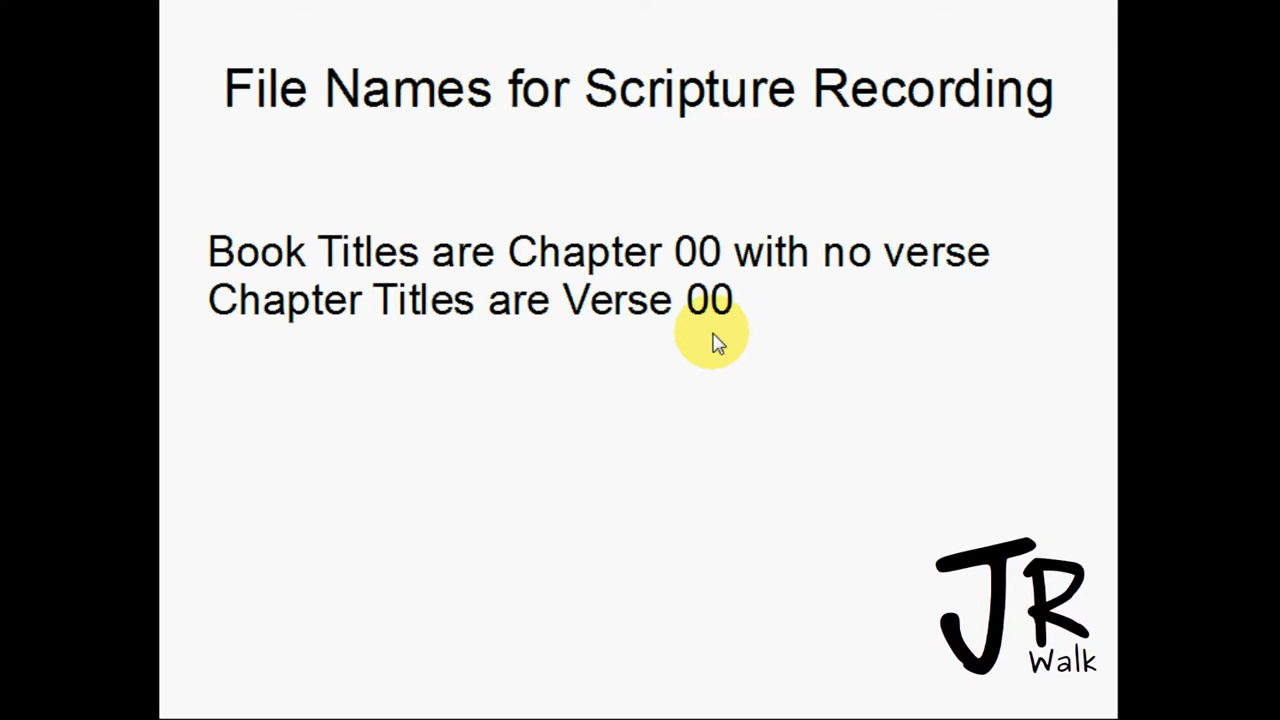 File Names for Scripture Recording
Book Titles are Chapter 00 with no verse
Chapter Titles are Verse 00
JR
Walk